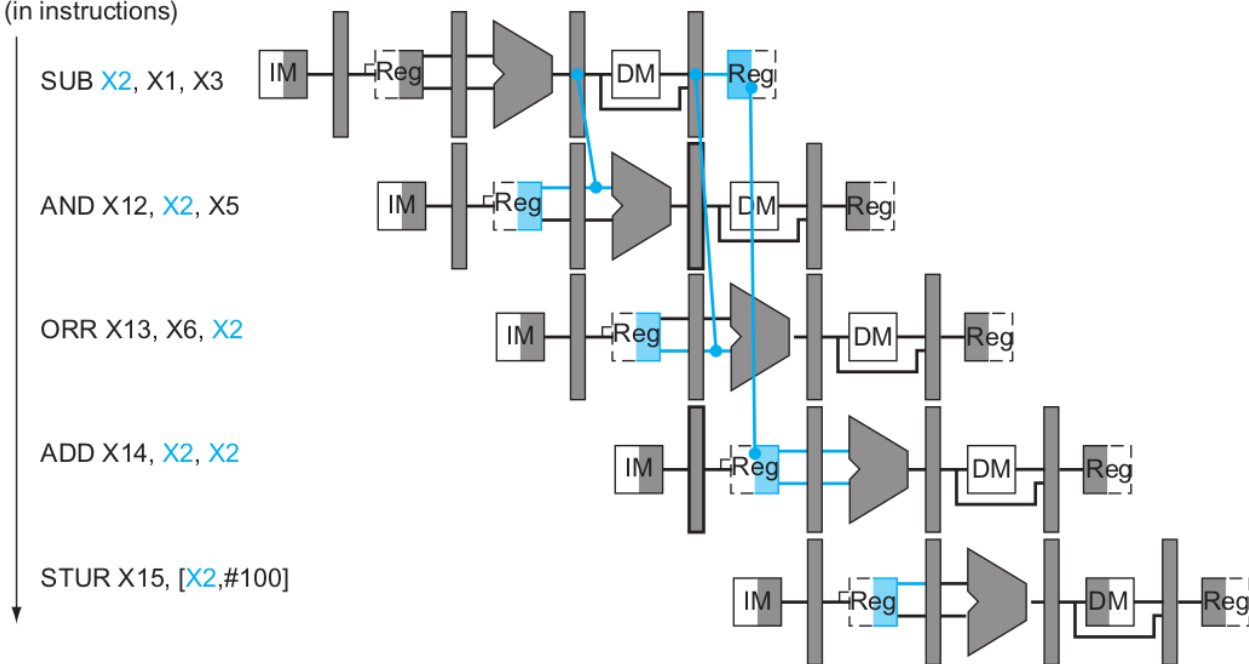 (in instructions)
IM Reg DM Reg
SUB X2, X1, X3
IM Reg DM Reg
AND X12, X2, X5
IM Reg DM Reg
ORR X13, X6, X2
IM Reg DM Reg
ADD X14, X2, X2
IM Reg DM Reg
STUR X15, [X2,#100]